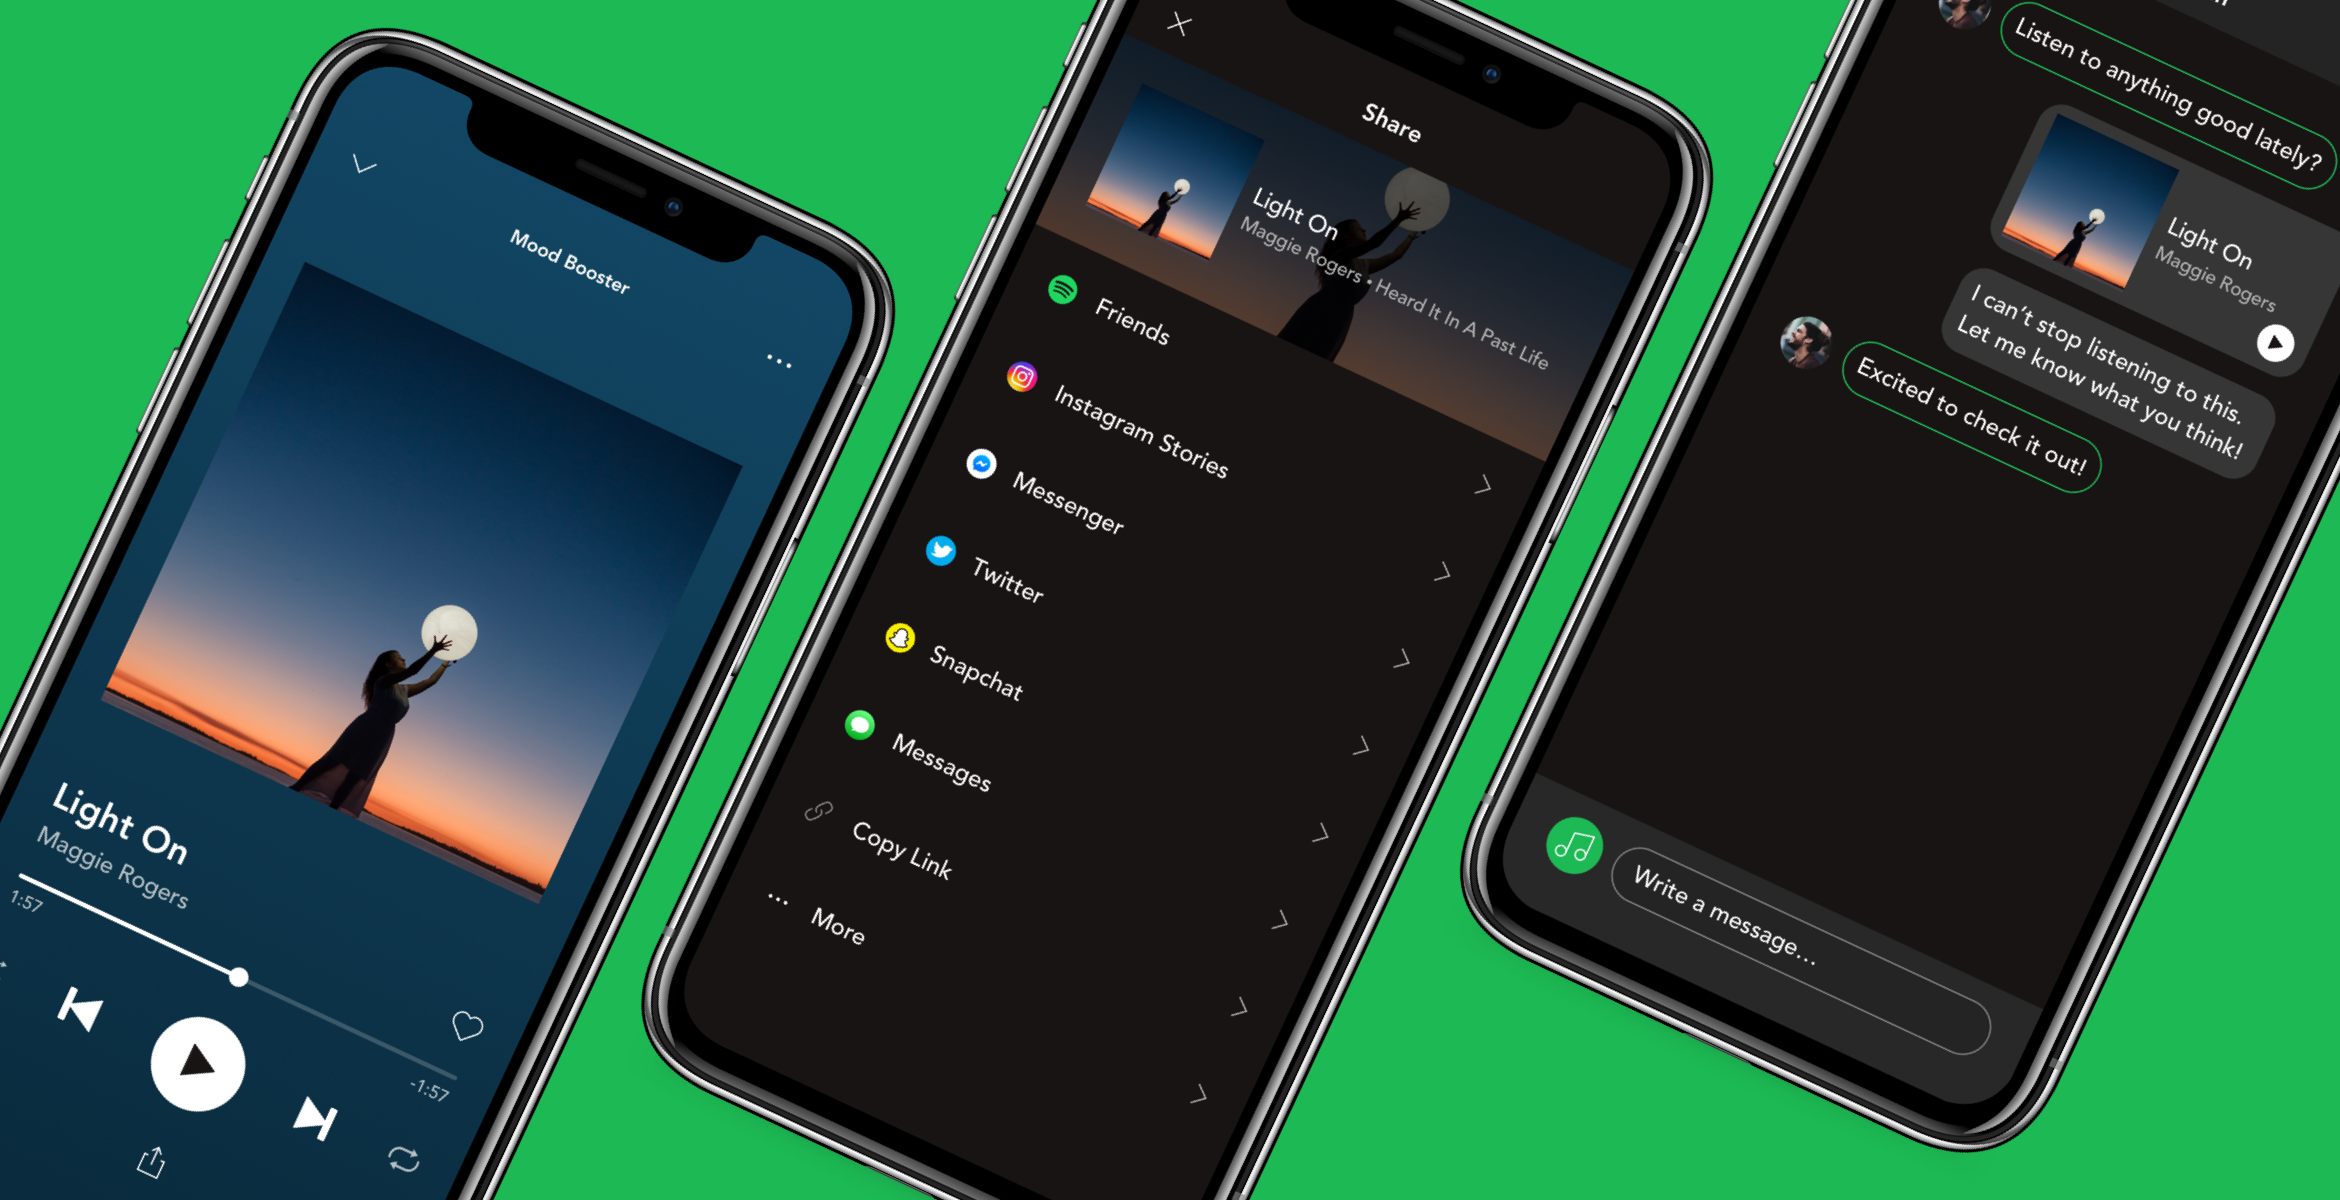 Mood Booster
Light On
Maggie Rogers
1:57
-1:57
Share
Light On
Maggie Rogers • Heard It In A Past Life
Friends
Instagram Stories
Messenger
Twitter
Snapchat
Messages
Copy Link
More
Listen to anything good lately?
Light On
Maggie Rogers
I can't stop listening to this.
Let me know what you think!
Excited to check it out!
Write a message...